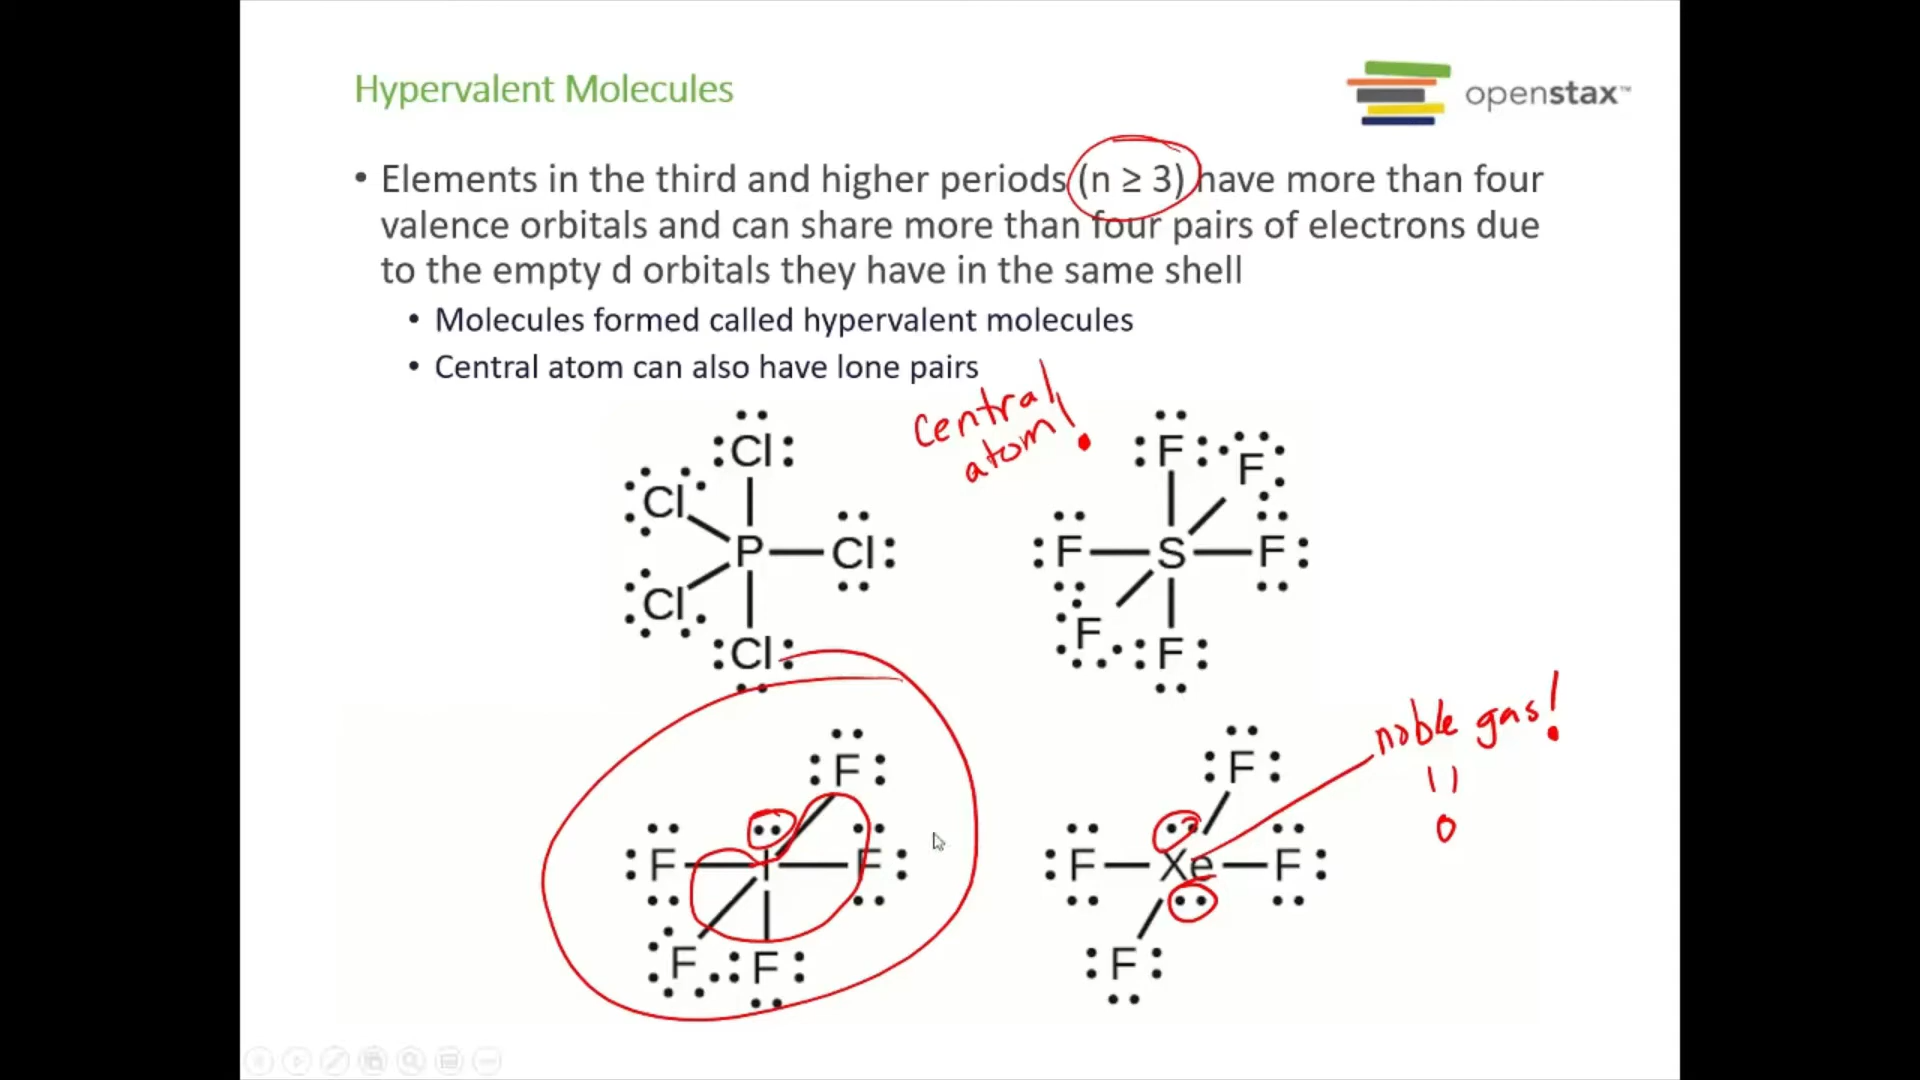 Hypervalent Molecules
openstax™
• Elements in the third and higher periods (n ≥ 3) have more than four
valence orbitals and can share more than four pairs of electrons due
to the empty d orbitals they have in the same shell
• Molecules formed called hypervalent molecules
• Central atom can also have lone pairs
Central
atom!
Cl
Cl
P
Cl
Cl
Cl
F
F
F
S
F
F
F
noble gas!
F
F
I
F
F
F
F
F
Xe
F
F